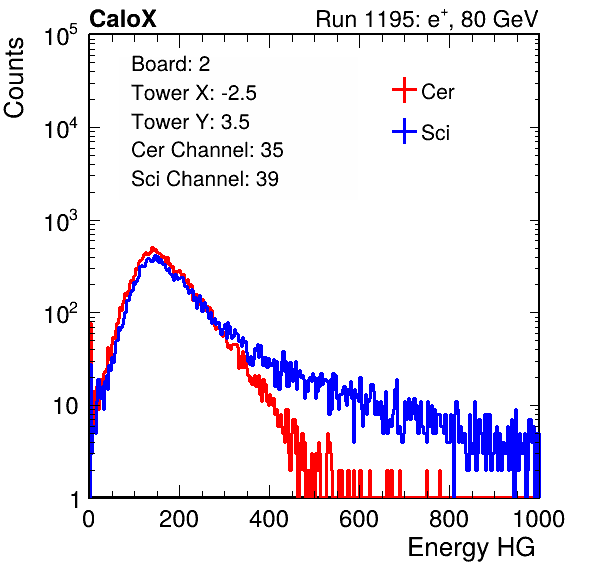 CaloX Run 1195: e⁺, 80 GeV
Counts
10⁵
10⁴
10³
10²
10
1
Board: 2
Tower X: -2.5
Tower Y: 3.5
Cer Channel: 35
Sci Channel: 39
Cer
Sci
0 200 400 600 800 1000
Energy HG